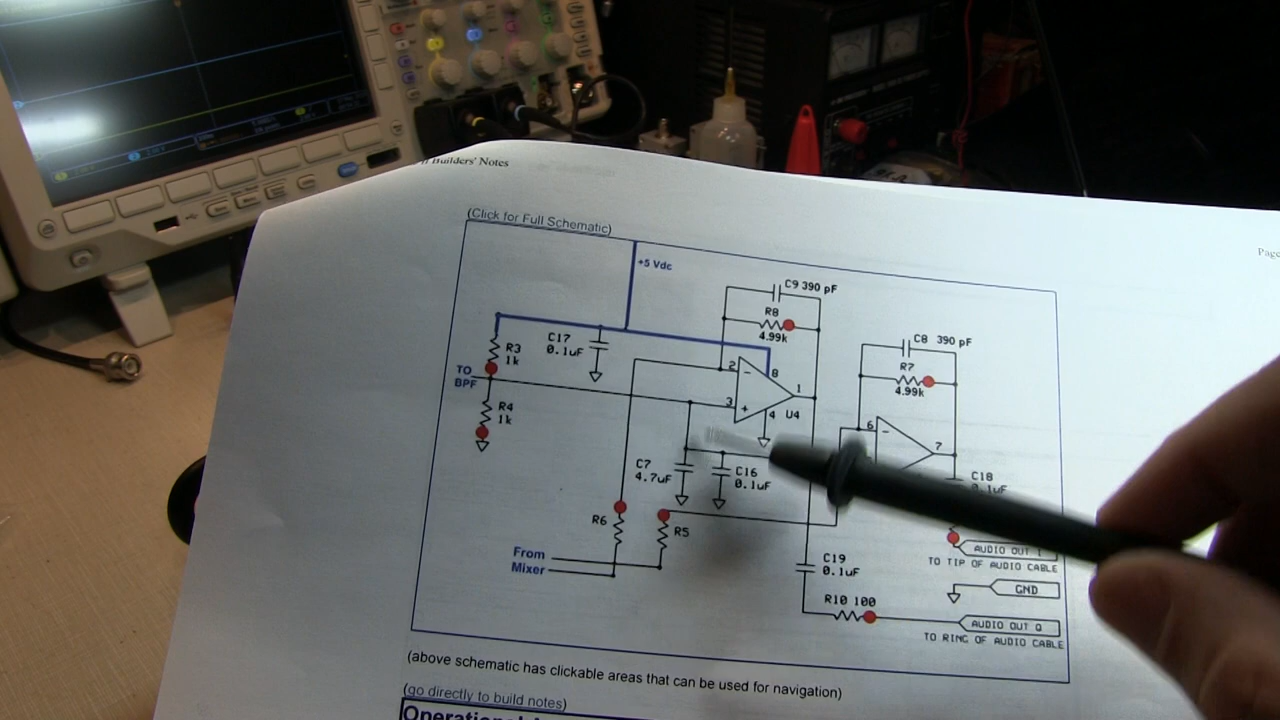 Builders' Notes
Page
(Click for Full Schematic)
+5 Vdc
C9 390 pF
R8
4.99k
C17
0.1uF
R3
1k
C8 390 pF
R7
4.99k
TO
BPF
2
8
1
3
4
U4
R4
1k
6
7
C7
4.7uF
C16
0.1uF
C18
0.1uF
R6
R5
AUDIO OUT I
TO TIP OF AUDIO CABLE
From
Mixer
C19
0.1uF
GND
R10 100
AUDIO OUT Q
TO RING OF AUDIO CABLE
(above schematic has clickable areas that can be used for navigation)
(go directly to build notes)